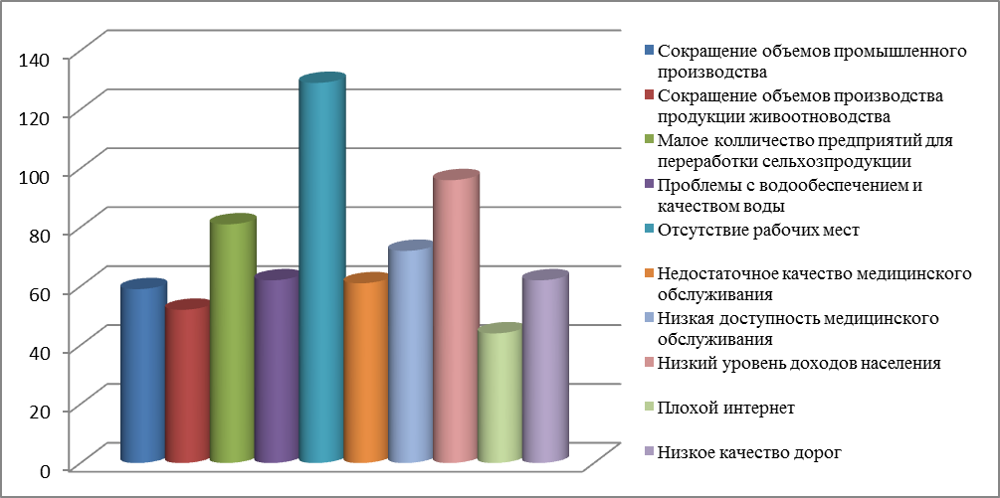 140
120
100
80
60
40
20
0
Сокращение объемов промышленного
производства
Сокращение объемов производства
продукции живоотноводства
Малое колличество предприятий для
переработки сельхозпродукции
Проблемы с водообеспечением и
качеством воды
Отсутствие рабочих мест
Недостаточное качество медицинского
обслуживания
Низкая доступность медицинского
обслуживания
Низкий уровень доходов населения
Плохой интернет
Низкое качество дорог